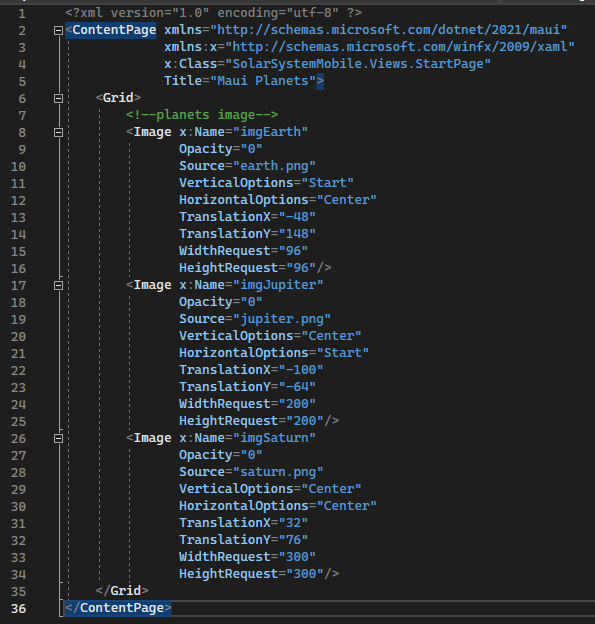 1 <?xml version="1.0" encoding="utf-8" ?>
2 <ContentPage xmlns="http://schemas.microsoft.com/dotnet/2021/maui"
3 xmlns:x="http://schemas.microsoft.com/winfx/2009/xaml"
4 x:Class="SolarSystemMobile.Views.StartPage"
5 Title="Maui Planets">
6 <Grid>
7 <!--planets image-->
8 <Image x:Name="imgEarth"
9 Opacity="0"
10 Source="earth.png"
11 VerticalOptions="Start"
12 HorizontalOptions="Center"
13 TranslationX="-48"
14 TranslationY="148"
15 WidthRequest="96"
16 HeightRequest="96"/>
17 <Image x:Name="imgJupiter"
18 Opacity="0"
19 Source="jupiter.png"
20 VerticalOptions="Center"
21 HorizontalOptions="Start"
22 TranslationX="-100"
23 TranslationY="-64"
24 WidthRequest="200"
25 HeightRequest="200"/>
26 <Image x:Name="imgSaturn"
27 Opacity="0"
28 Source="saturn.png"
29 VerticalOptions="Center"
30 HorizontalOptions="Center"
31 TranslationX="32"
32 TranslationY="76"
33 WidthRequest="300"
34 HeightRequest="300"/>
35 </Grid>
36 </ContentPage>